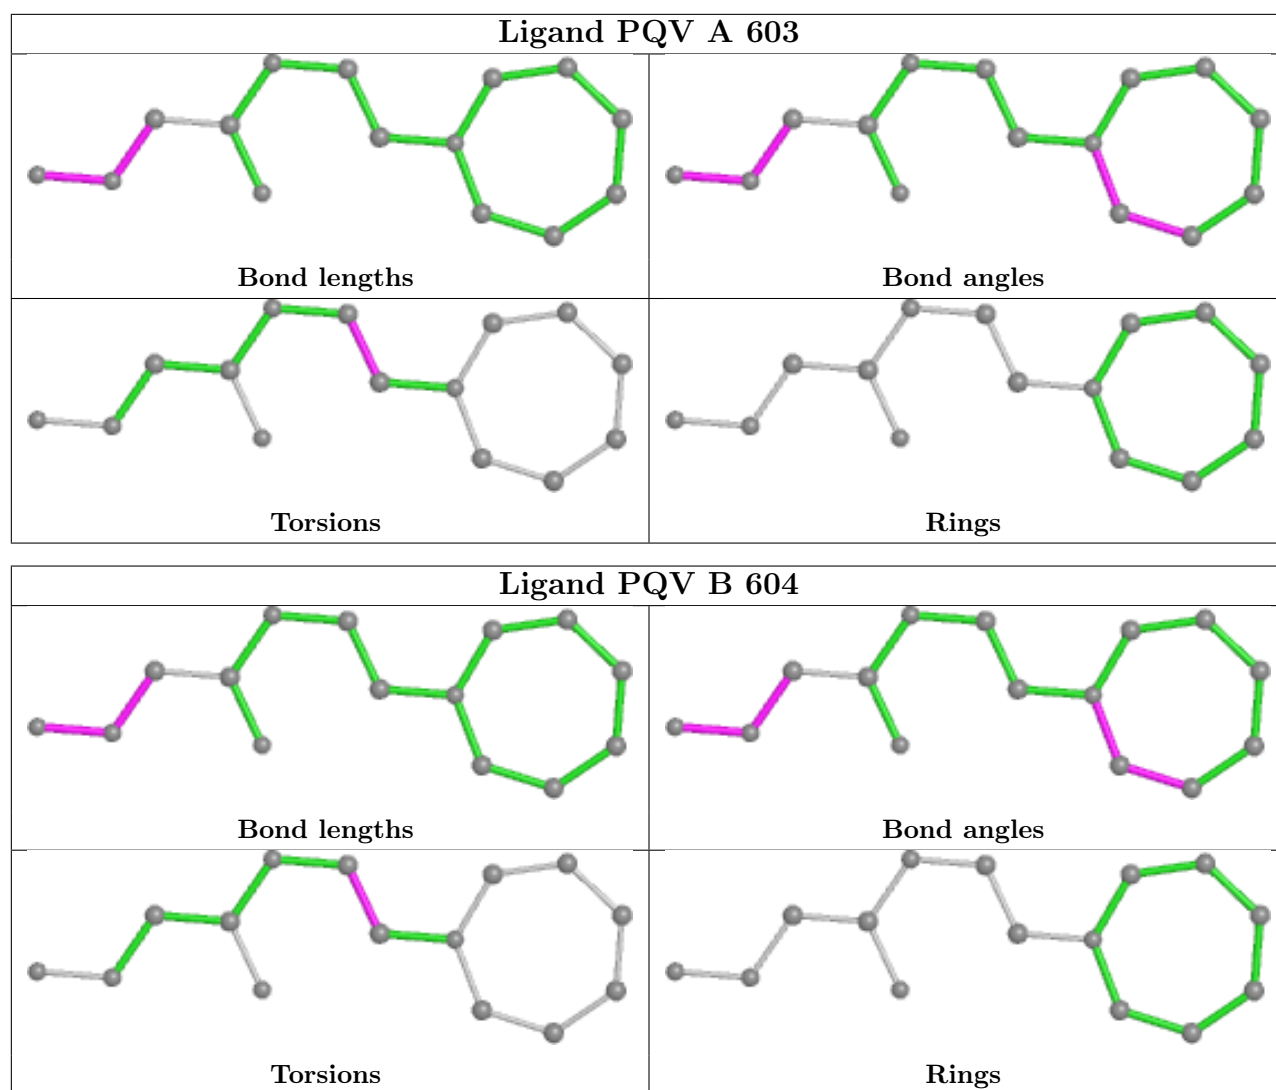 Ligand PQV A 603
Bond lengths
Bond angles
Torsions
Rings
Ligand PQV B 604
Bond lengths
Bond angles
Torsions
Rings